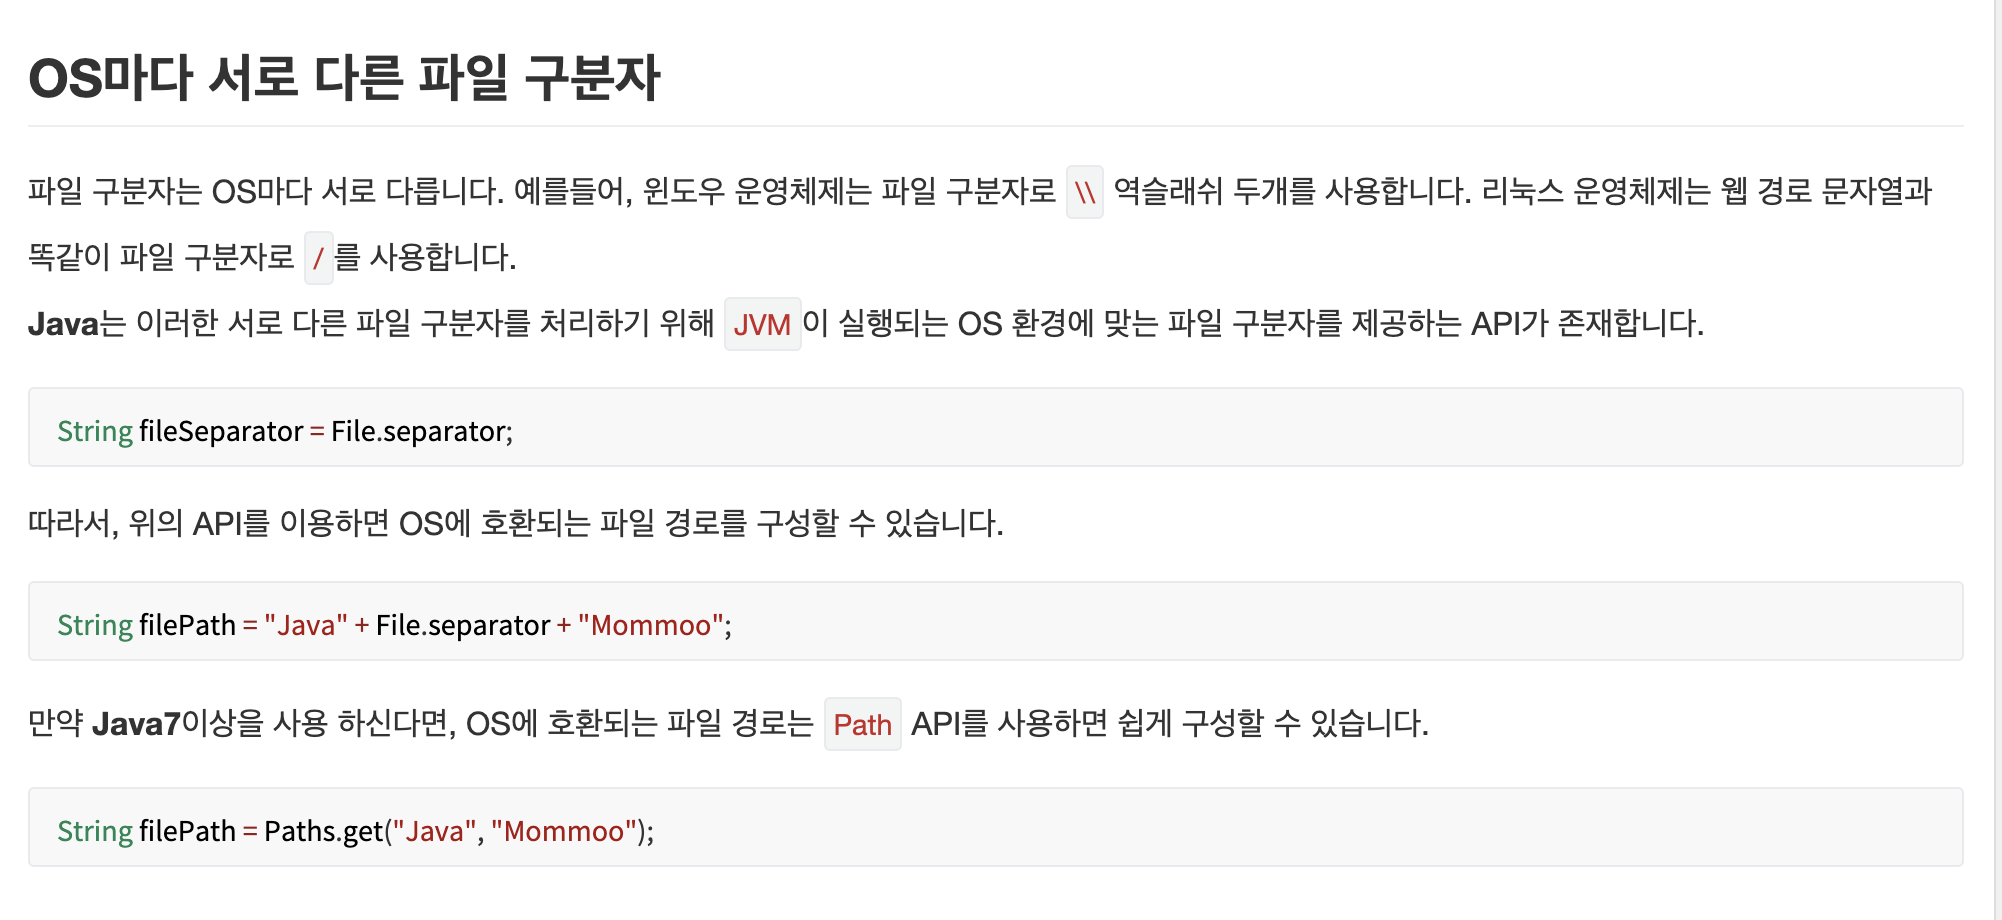 OS마다 서로 다른 파일 구분자
파일 구분자는 OS마다 서로 다릅니다. 예를들어, 윈도우 운영체제는 파일 구분자로 \\ 역슬래쉬 두개를 사용합니다. 리눅스 운영체제는 웹 경로 문자열과
똑같이 파일 구분자로 /를 사용합니다.
Java는 이러한 서로 다른 파일 구분자를 처리하기 위해 JVM이 실행되는 OS 환경에 맞는 파일 구분자를 제공하는 API가 존재합니다.
String fileSeparator = File.separator;
따라서, 위의 API를 이용하면 OS에 호환되는 파일 경로를 구성할 수 있습니다.
String filePath = "Java" + File.separator + "Mommoo";
만약 Java7이상을 사용 하신다면, OS에 호환되는 파일 경로는 Path API를 사용하면 쉽게 구성할 수 있습니다.
String filePath = Paths.get("Java", "Mommoo");